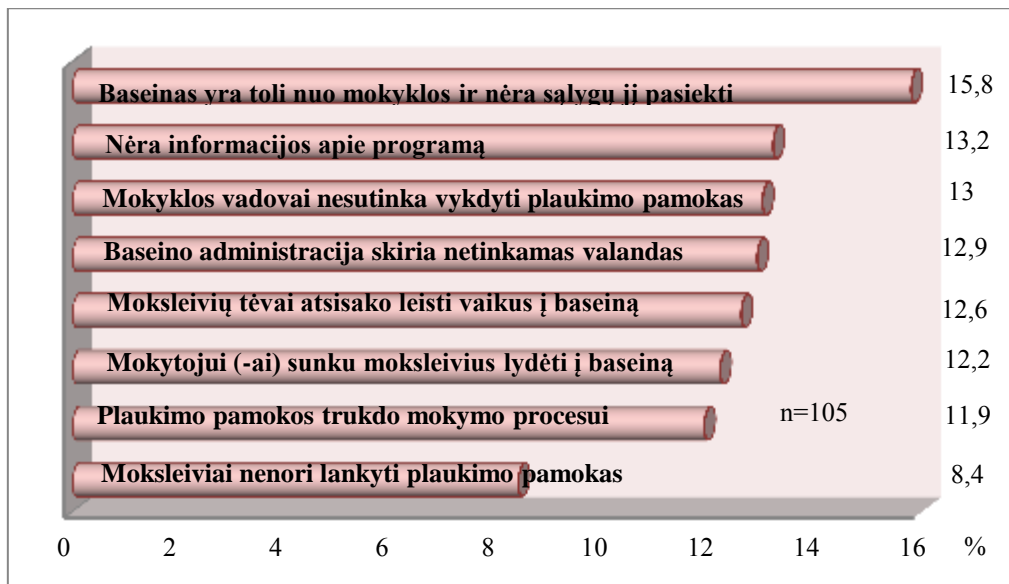 Baseinas yra toli nuo mokyklos ir nėra sąlygų jį pasiekti 15,8
Nėra informacijos apie programą 13,2
Mokyklos vadovai nesutinka vykdyti plaukimo pamokas 13
Baseino administracija skiria netinkamas valandas 12,9
Moksleivių tėvai atsisako leisti vaikus į baseiną 12,6
Mokytojui (-ai) sunku moksleivius lydėti į baseiną 12,2
Plaukimo pamokos trukdo mokymo procesui n=105 11,9
Moksleiviai nenori lankyti plaukimo pamokas 8,4
0 2 4 6 8 10 12 14 16 %